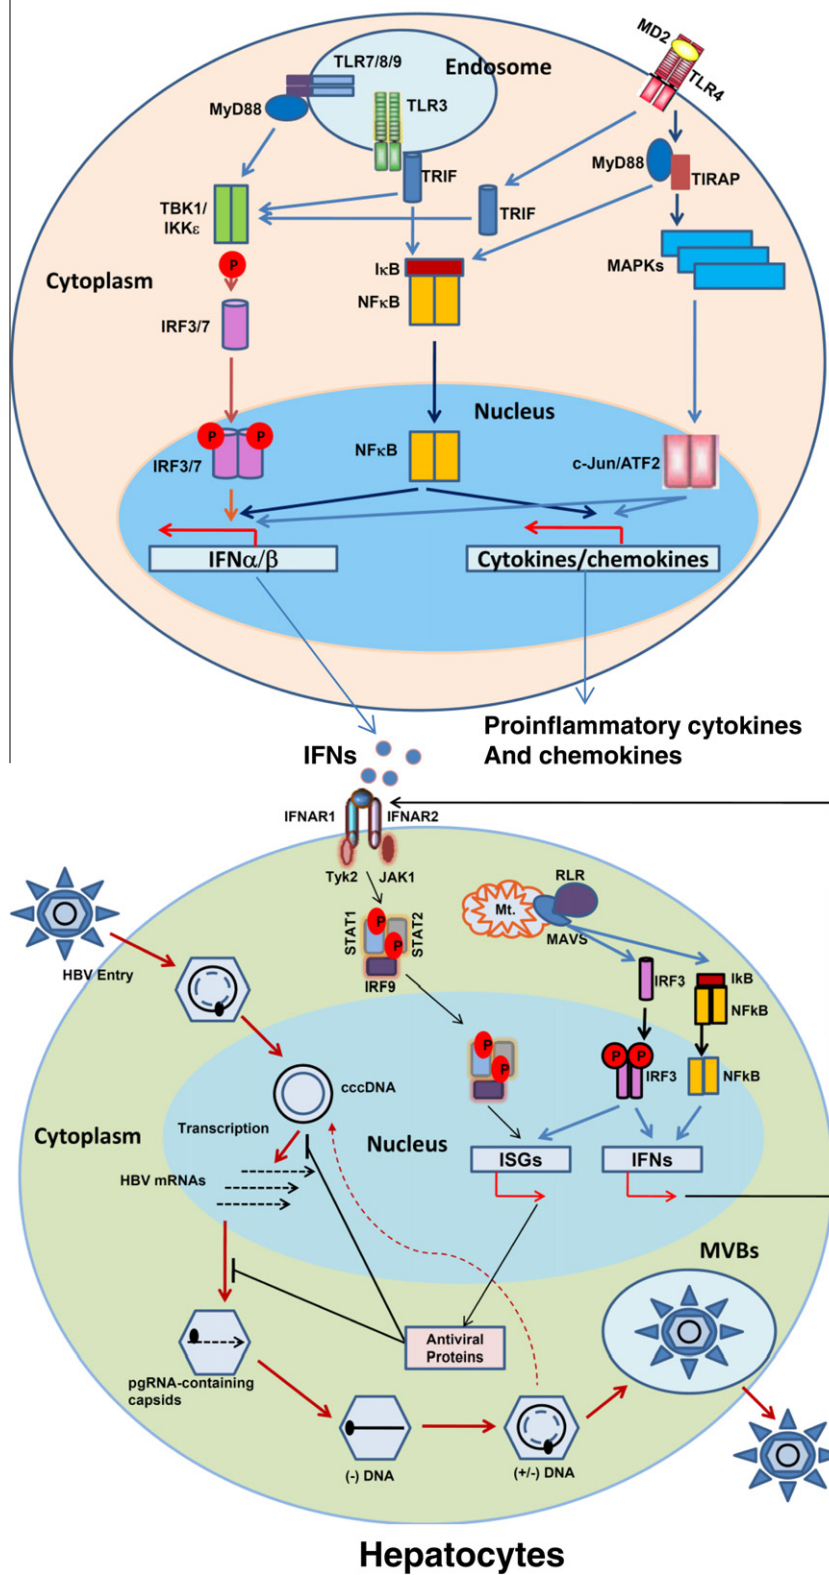 MD2
TLR4
TLR7/8/9
Endosome
MyD88
TLR3
TRIF
MyD88
TIRAP
TBK1/
IKKε
TRIF
P
Cytoplasm
IκB
NFκB
MAPKs
IRF3/7
Nucleus
P P
IRF3/7
NFκB
c-Jun/ATF2
IFNα/β
Cytokines/chemokines
Proinflammatory cytokines
And chemokines
IFNs
IFNAR1
IFNAR2
Tyk2
JAK1
RLR
Mt.
MAVS
STAT1
P
P
STAT2
IRF9
HBV Entry
IRF3
IkB
NFkB
P
P
P P
IRF3
NFkB
cccDNA
Cytoplasm
Transcription
Nucleus
ISGs
IFNs
HBV mRNAs
MVBs
Antiviral
Proteins
pgRNA-containing
capsids
(-) DNA
(+/-) DNA
Hepatocytes